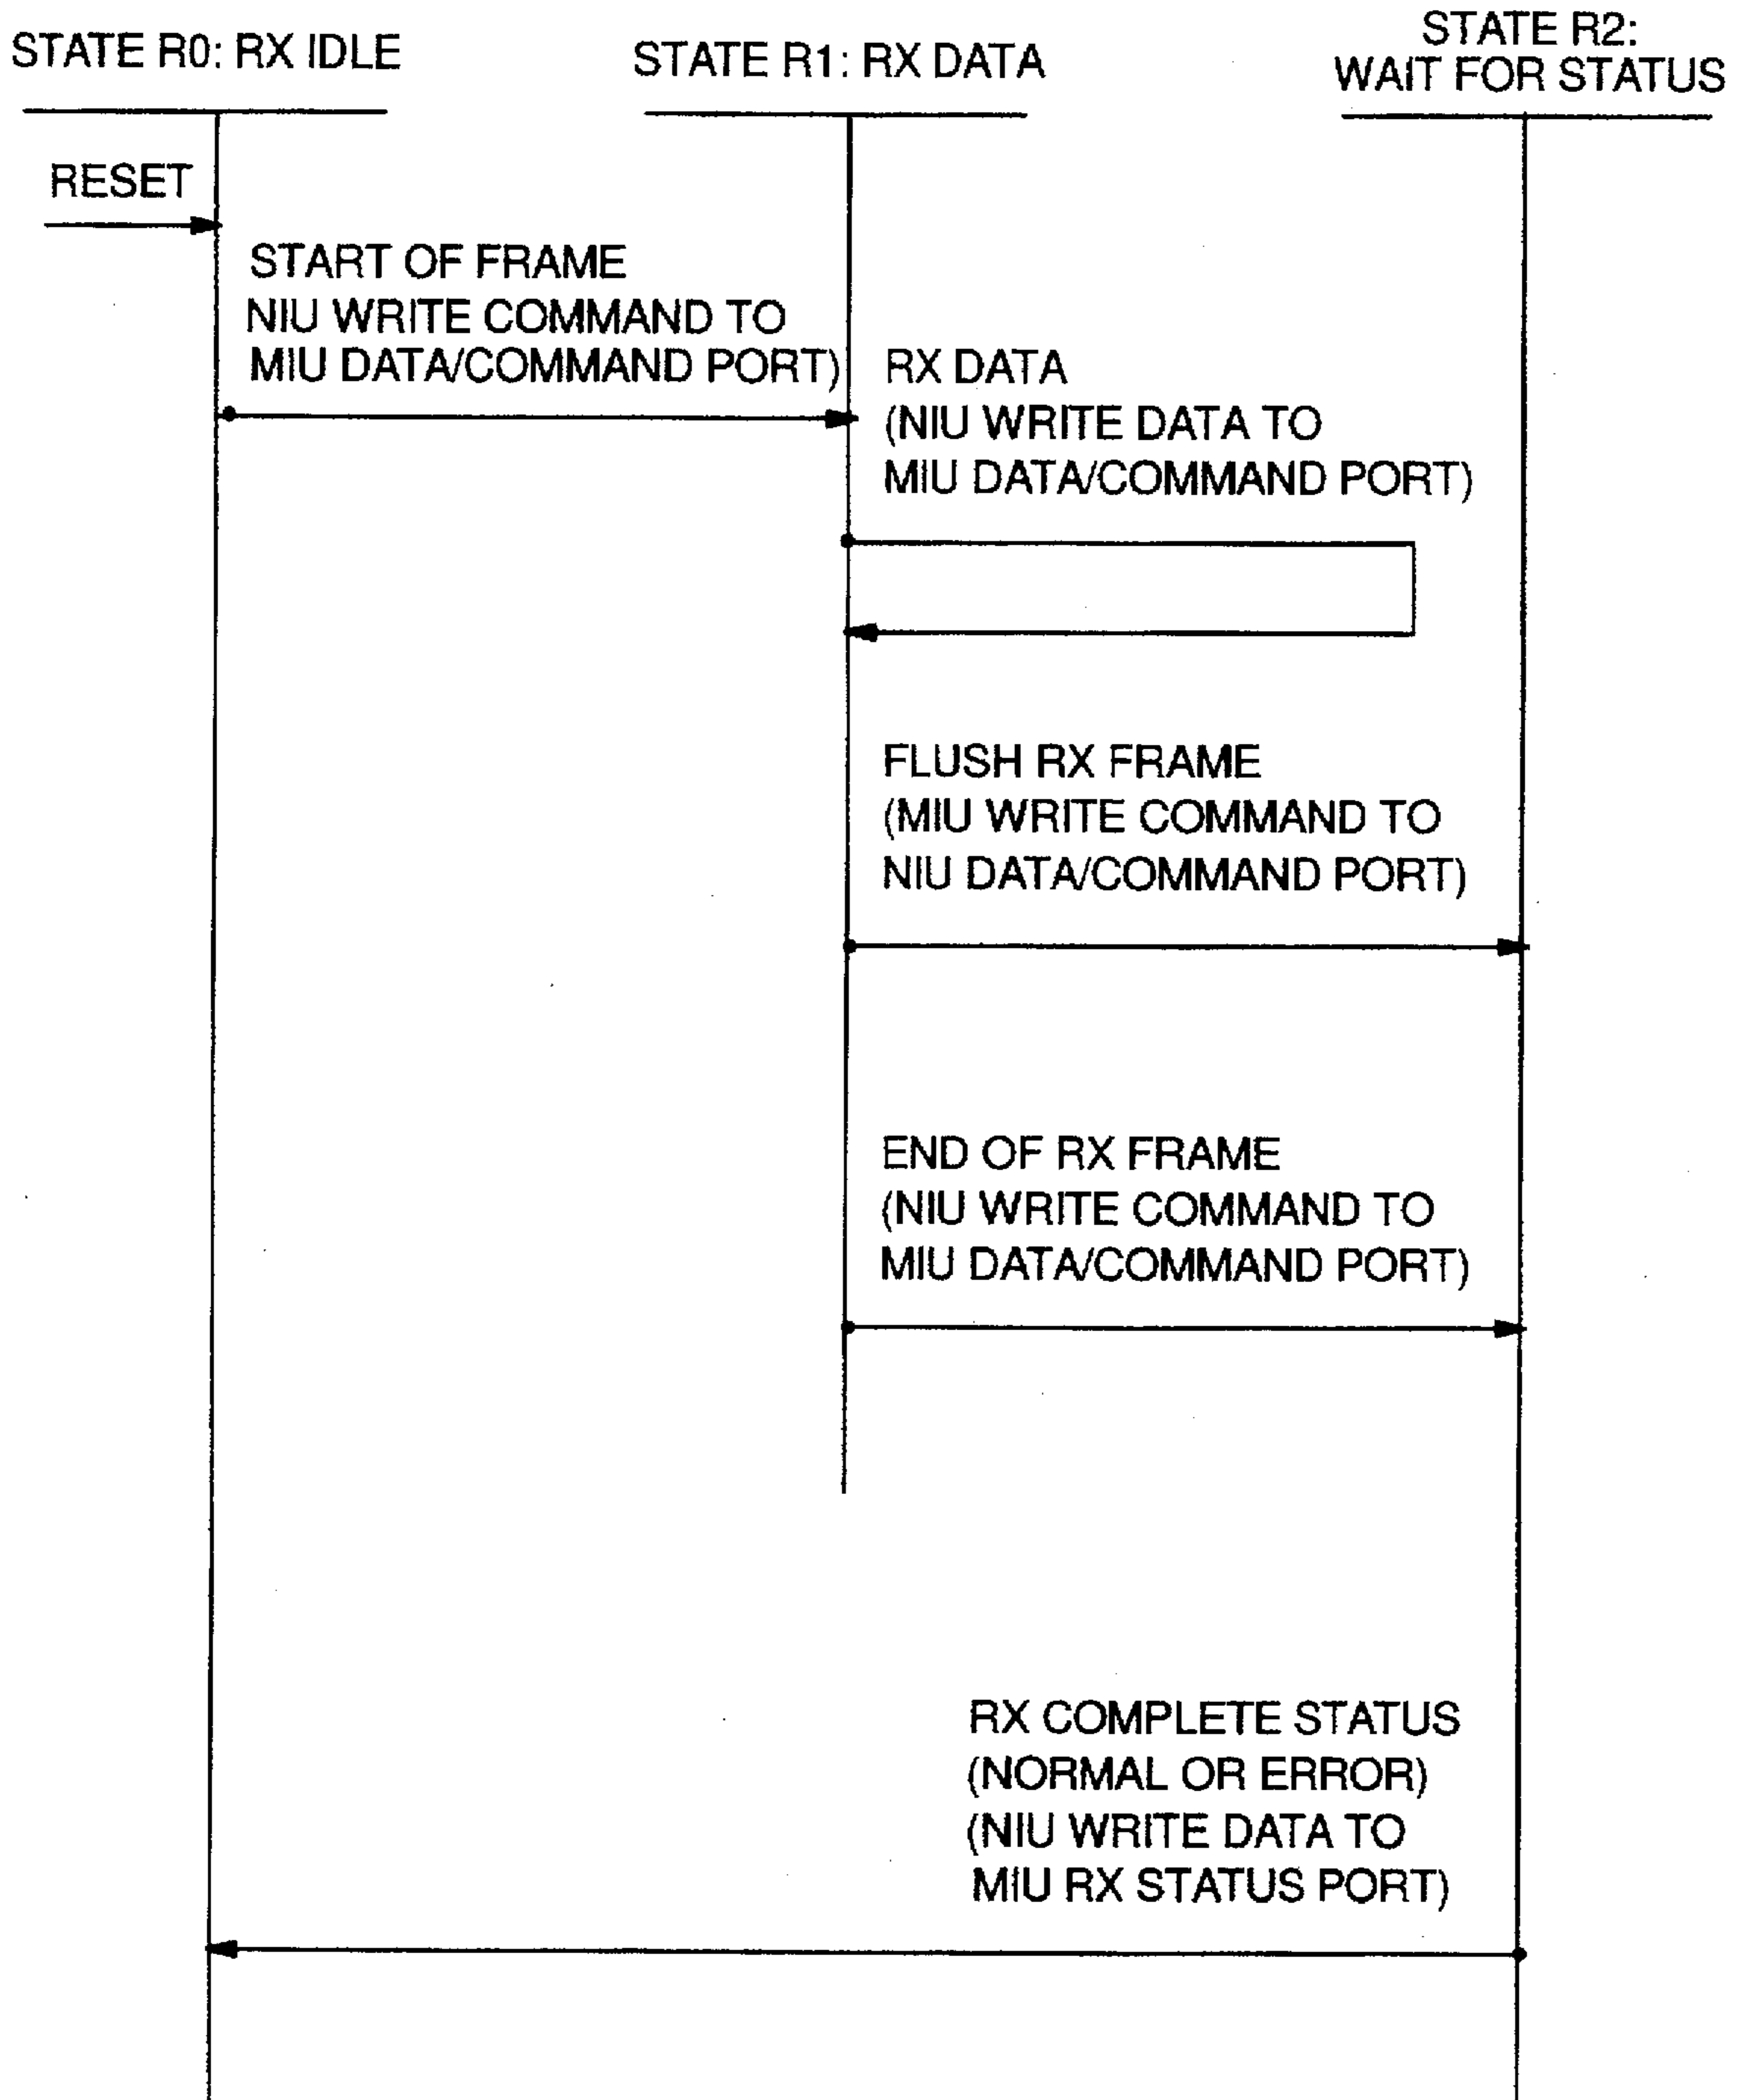 STATE R0: RX IDLE
STATE R1: RX DATA
STATE R2:
WAIT FOR STATUS
RESET
START OF FRAME
NIU WRITE COMMAND TO
MIU DATA/COMMAND PORT)
RX DATA
(NIU WRITE DATA TO
MIU DATA/COMMAND PORT)
FLUSH RX FRAME
(MIU WRITE COMMAND TO
NIU DATA/COMMAND PORT)
END OF RX FRAME
(NIU WRITE COMMAND TO
MIU DATA/COMMAND PORT)
RX COMPLETE STATUS
(NORMAL OR ERROR)
(NIU WRITE DATA TO
MIU RX STATUS PORT)